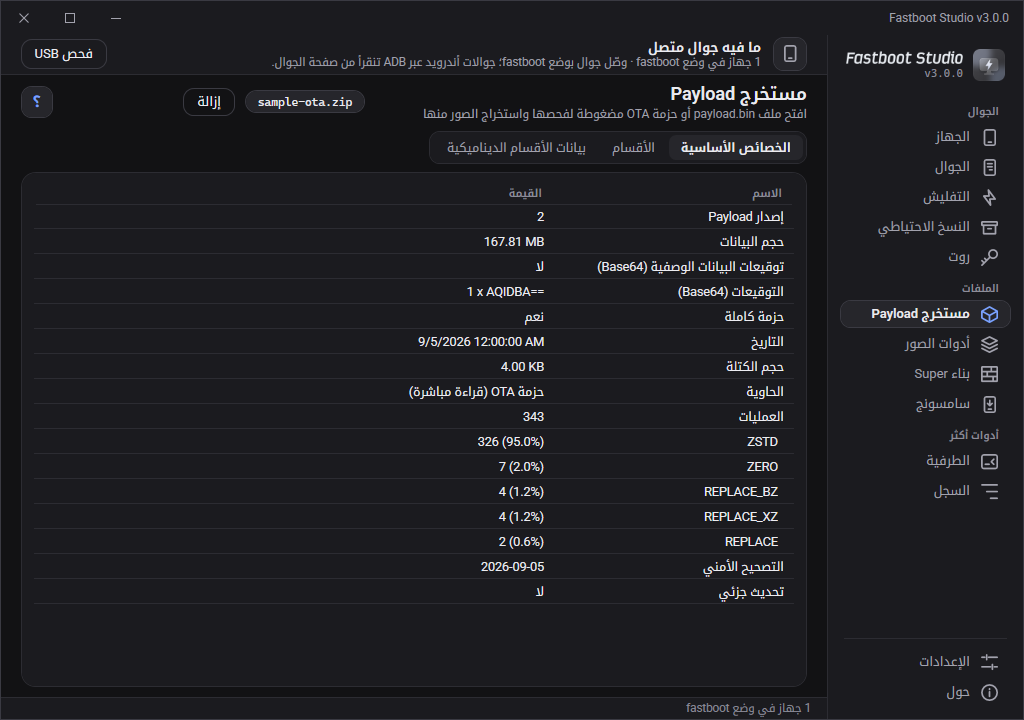 Fastboot Studio v3.0.0
Fastboot Studio
v3.0.0
الجوال
الجهاز
الجوال
التفليش
النسخ الاحتياطي
روت
الملفات
مستخرج Payload
أدوات الصور
بناء Super
سامسونج
أدوات أكثر
الطرفية
السجل
الإعدادات
حول
ما فيه جوال متصل
1 جهاز في وضع fastboot · وصّل جوال بوضع fastboot؛ جوالات أندرويد عبر ADB تنقرأ من صفحة الجوال.
فحص USB
مستخرج Payload
افتح ملف payload.bin أو حزمة OTA مضغوطة لفحصها واستخراج الصور منها
sample-ota.zip
إزالة
؟
الخصائص الأساسية
الأقسام
بيانات الأقسام الديناميكية
الاسم القيمة
إصدار Payload 2
حجم البيانات 167.81 MB
توقيعات البيانات الوصفية (Base64) لا
التوقيعات (Base64) 1 x AQIDBA==
حزمة كاملة نعم
التاريخ 9/5/2026 12:00:00 AM
حجم الكتلة 4.00 KB
الحاوية حزمة OTA (قراءة مباشرة)
العمليات 343
ZSTD 326 (95.0%)
ZERO 7 (2.0%)
REPLACE_BZ 4 (1.2%)
REPLACE_XZ 4 (1.2%)
REPLACE 2 (0.6%)
التصحيح الأمني 2026-09-05
تحديث جزئي لا
1 جهاز في وضع fastboot